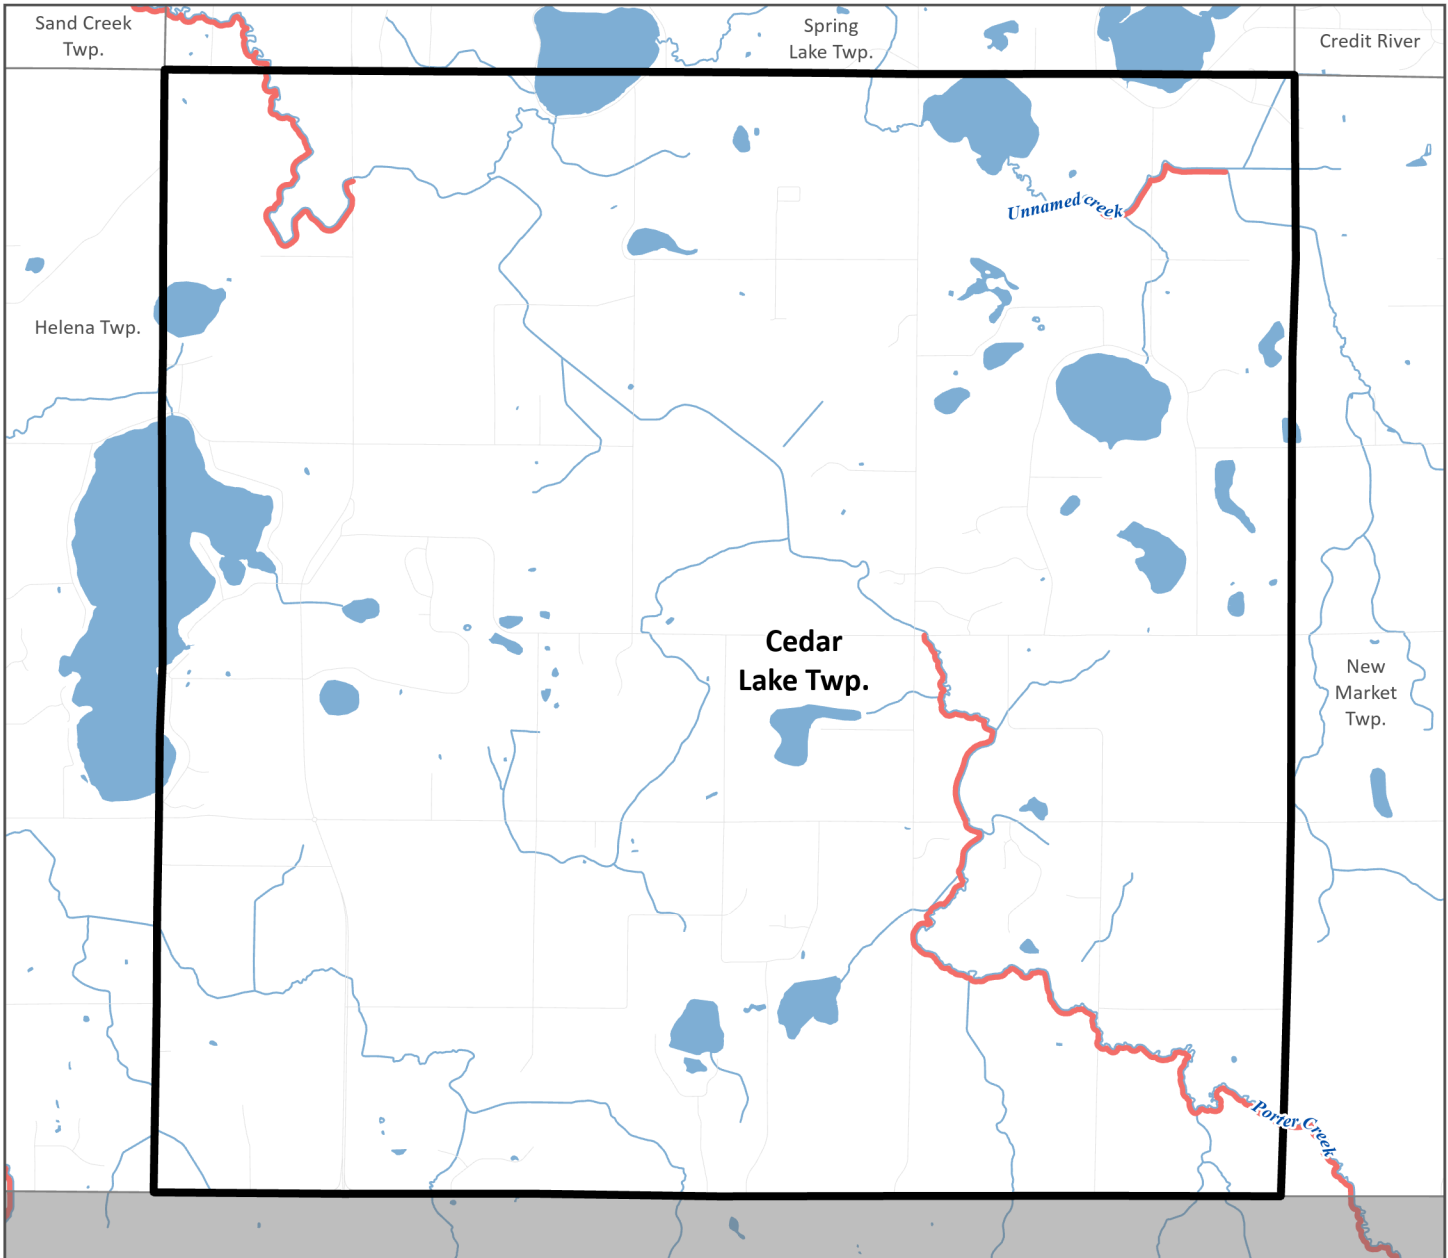 Sand Creek
Twp.
Spring
Lake Twp.
Credit River
Unnamed creek
Helena Twp.
Cedar
Lake Twp.
New
Market
Twp.
Porter Creek